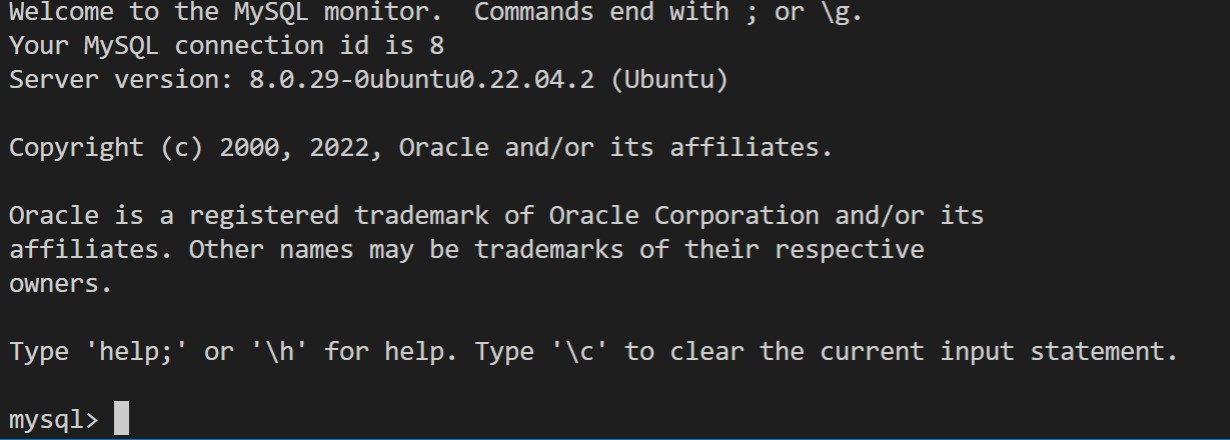 Welcome to the MySQL monitor.  Commands end with ; or \g.
Your MySQL connection id is 8
Server version: 8.0.29-0ubuntu0.22.04.2 (Ubuntu)
Copyright (c) 2000, 2022, Oracle and/or its affiliates.
Oracle is a registered trademark of Oracle Corporation and/or its
affiliates. Other names may be trademarks of their respective
owners.
Type 'help;' or '\h' for help. Type '\c' to clear the current input statement.
mysql>